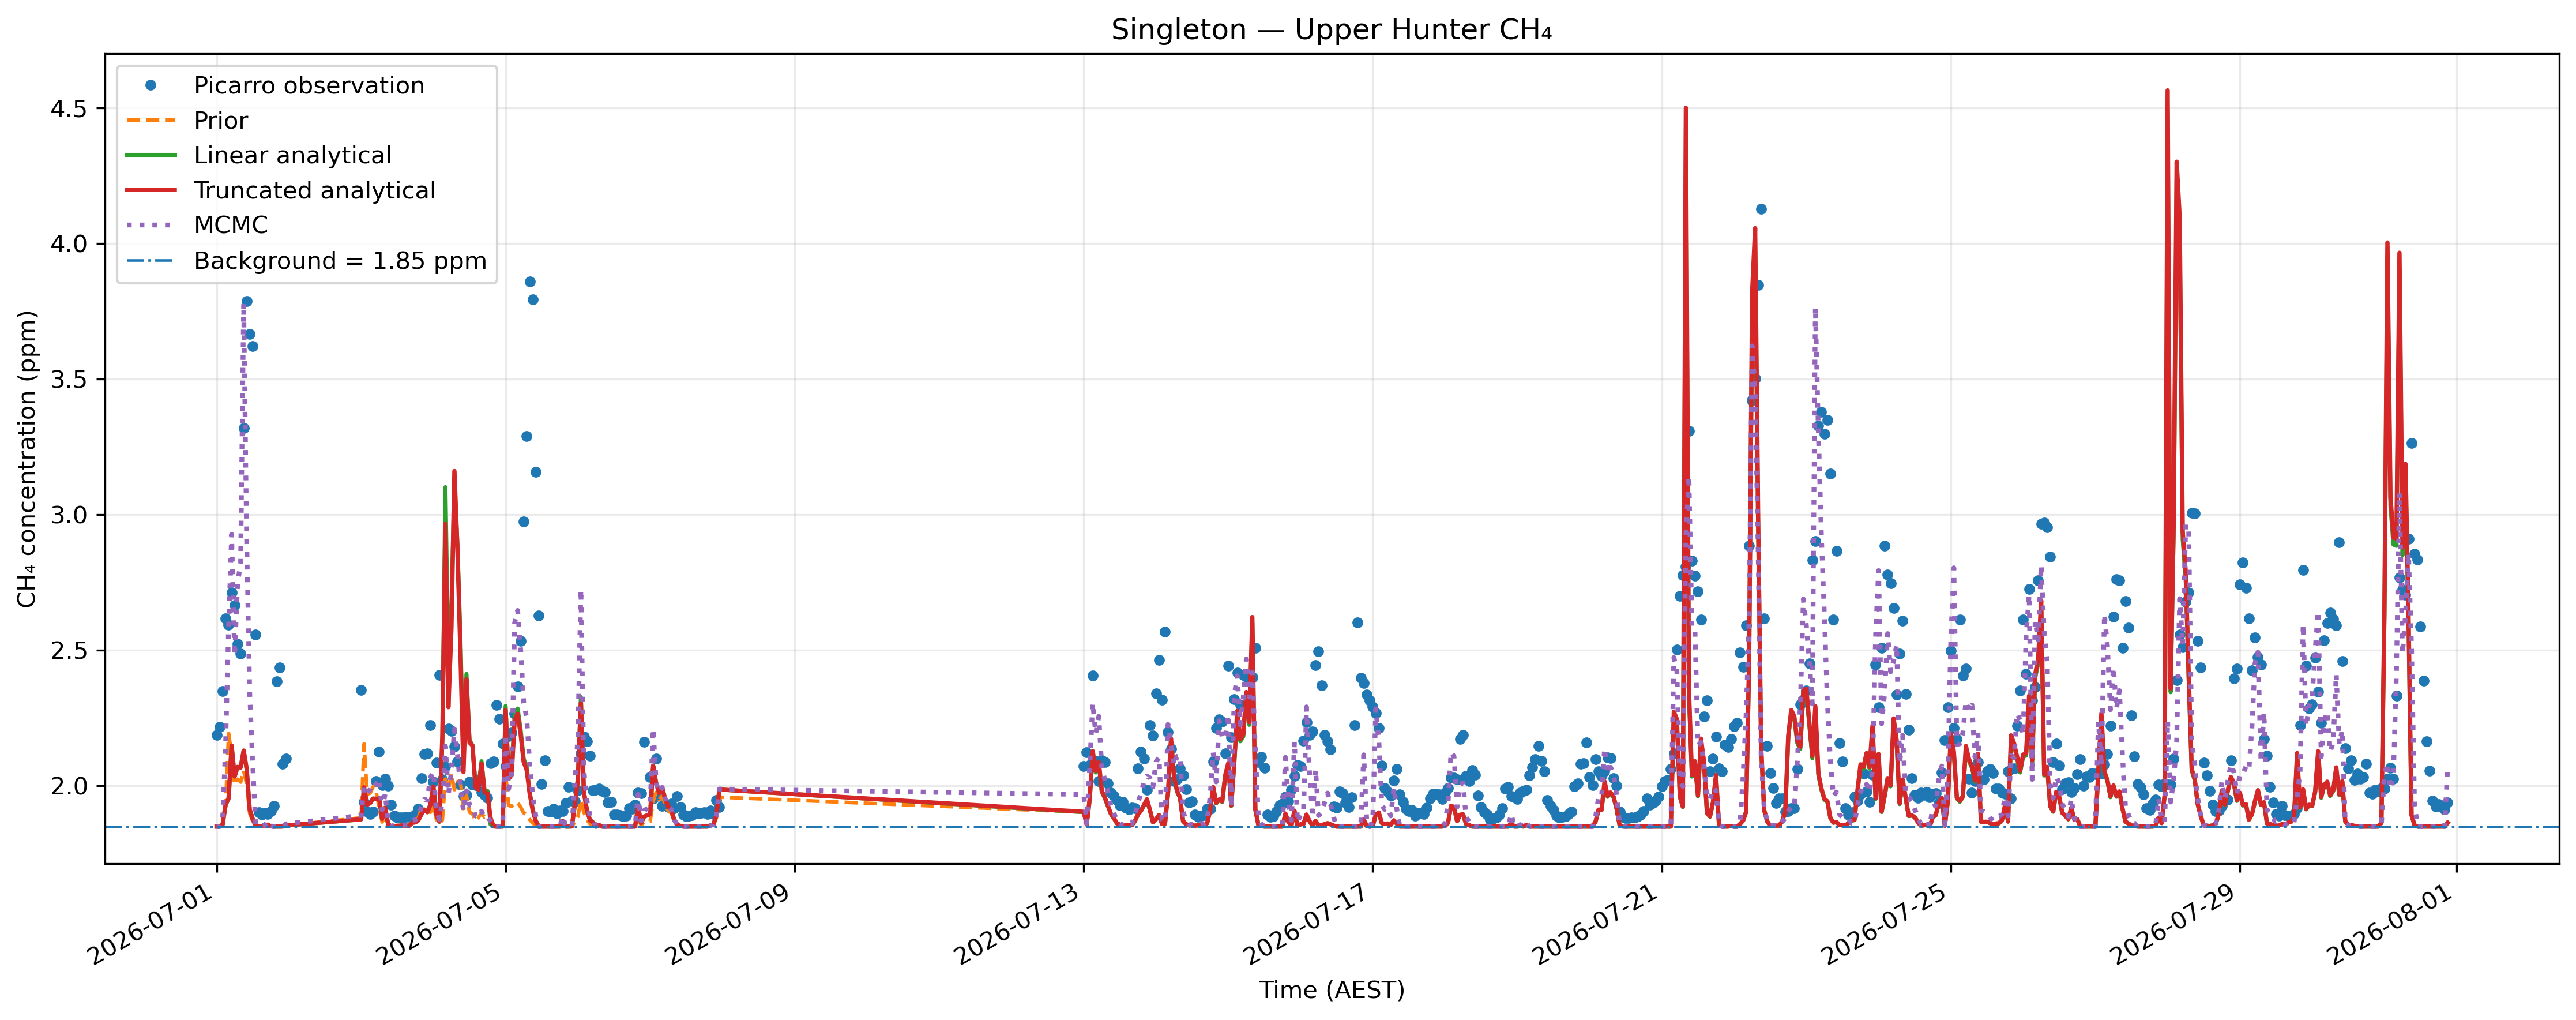 Singleton — Upper Hunter CH₄
Picarro observation
Prior
Linear analytical
Truncated analytical
MCMC
Background = 1.85 ppm
CH₄ concentration (ppm)
4.5
4.0
3.5
3.0
2.5
2.0
2026-07-01
2026-07-05
2026-07-09
2026-07-13
2026-07-17
2026-07-21
2026-07-25
2026-07-29
2026-08-01
Time (AEST)